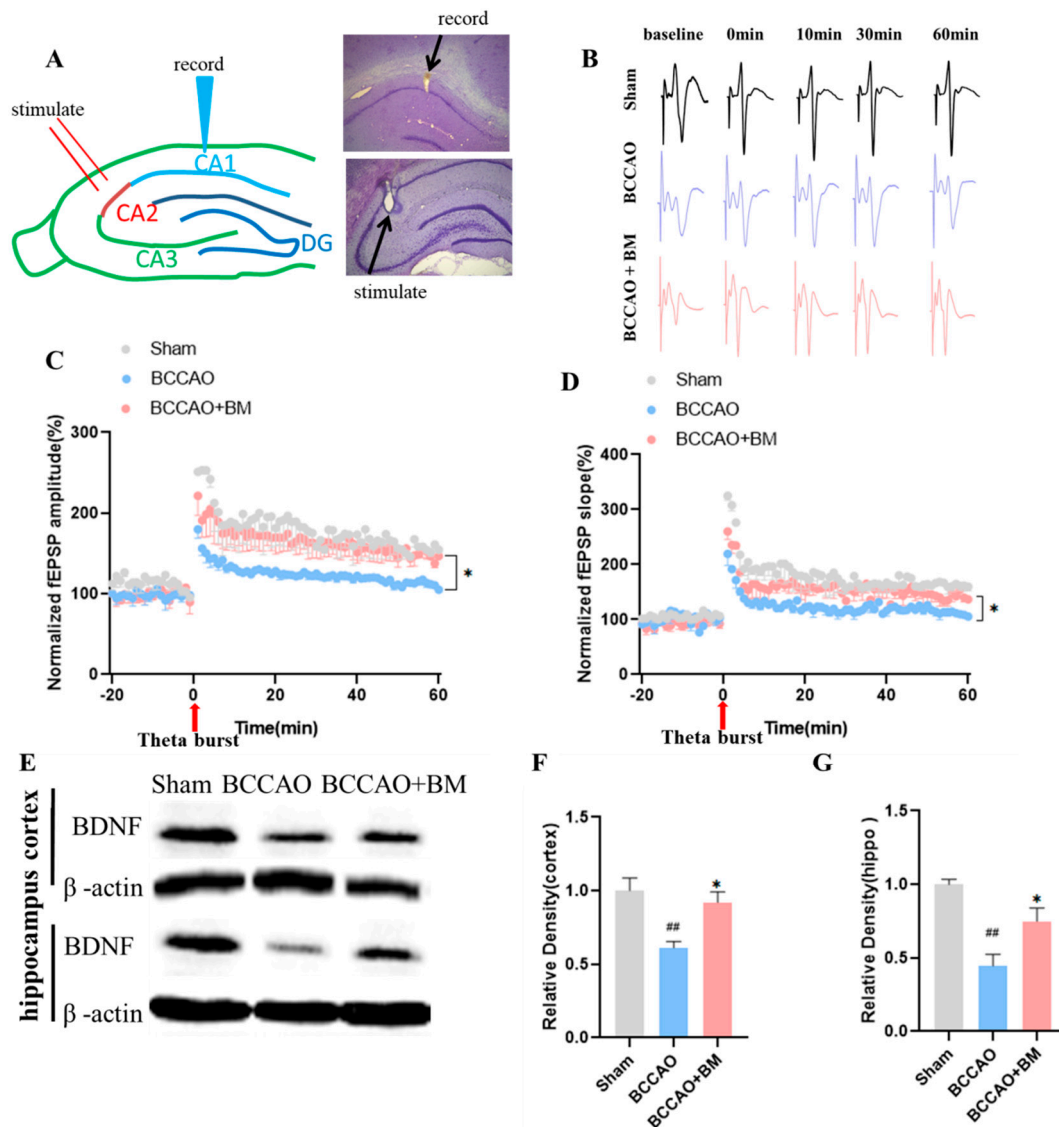 A
record
stimulate
CA1
CA2
CA3
DG
record
stimulate
B
baseline 0min 10min 30min 60min
Sham
BCCAO
BCCAO + BM
C
Sham
BCCAO
BCCAO+BM
Normalized fEPSP amplitude(%)
300
200
100
0
-20 0 20 40 60
Time(min)
Theta burst
*
D
Sham
BCCAO
BCCAO+BM
Normalized fEPSP slope(%)
400
300
200
100
0
-20 0 20 40 60
Time(min)
Theta burst
*
E
Sham BCCAO BCCAO+BM
cortex
BDNF
β -actin
hippocampus
BDNF
β -actin
F
Relative Density(cortex)
1.5
1.0
0.5
0.0
##
*
Sham
BCCAO
BCCAO+BM
G
Relative Density(hippo)
1.5
1.0
0.5
0.0
##
*
Sham
BCCAO
BCCAO+BM